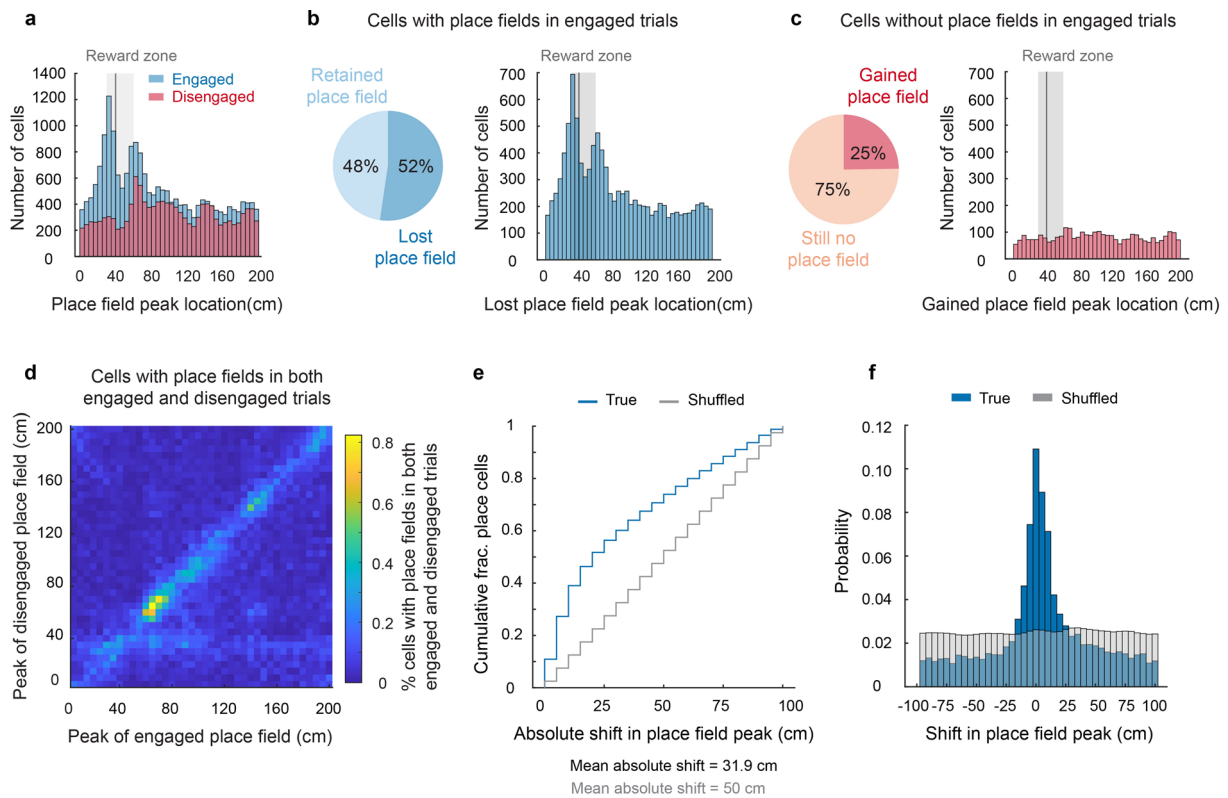 a
Reward zone
Engaged
Disengaged
Number of cells
1400
1200
1000
800
600
400
200
0
0 40 80 120 160 200
Place field peak location(cm)
b
Cells with place fields in engaged trials
Retained
place field
48%
52%
Lost
place field
Reward zone
Number of cells
700
600
500
400
300
200
100
0
0 40 80 120 160 200
Lost place field peak location(cm)
c
Cells without place fields in engaged trials
Gained
place field
25%
75%
Still no
place field
Reward zone
Number of cells
700
600
500
400
300
200
100
0
0 40 80 120 160 200
Gained place field peak location (cm)
d
Cells with place fields in both
engaged and disengaged trials
Peak of disengaged place field (cm)
200
160
120
80
40
0
0 40 80 120 160 200
Peak of engaged place field (cm)
0.8
0.6
0.4
0.2
0
% cells with place fields in both
engaged and disengaged trials
e
True
Shuffled
Cumulative frac. place cells
1
0.8
0.6
0.4
0.2
0
0 25 50 75 100
Absolute shift in place field peak (cm)
Mean absolute shift = 31.9 cm
Mean absolute shift = 50 cm
f
True
Shuffled
Probability
0.12
0.10
0.08
0.06
0.04
0.02
0
-100 -75 -50 -25 0 25 50 75 100
Shift in place field peak (cm)